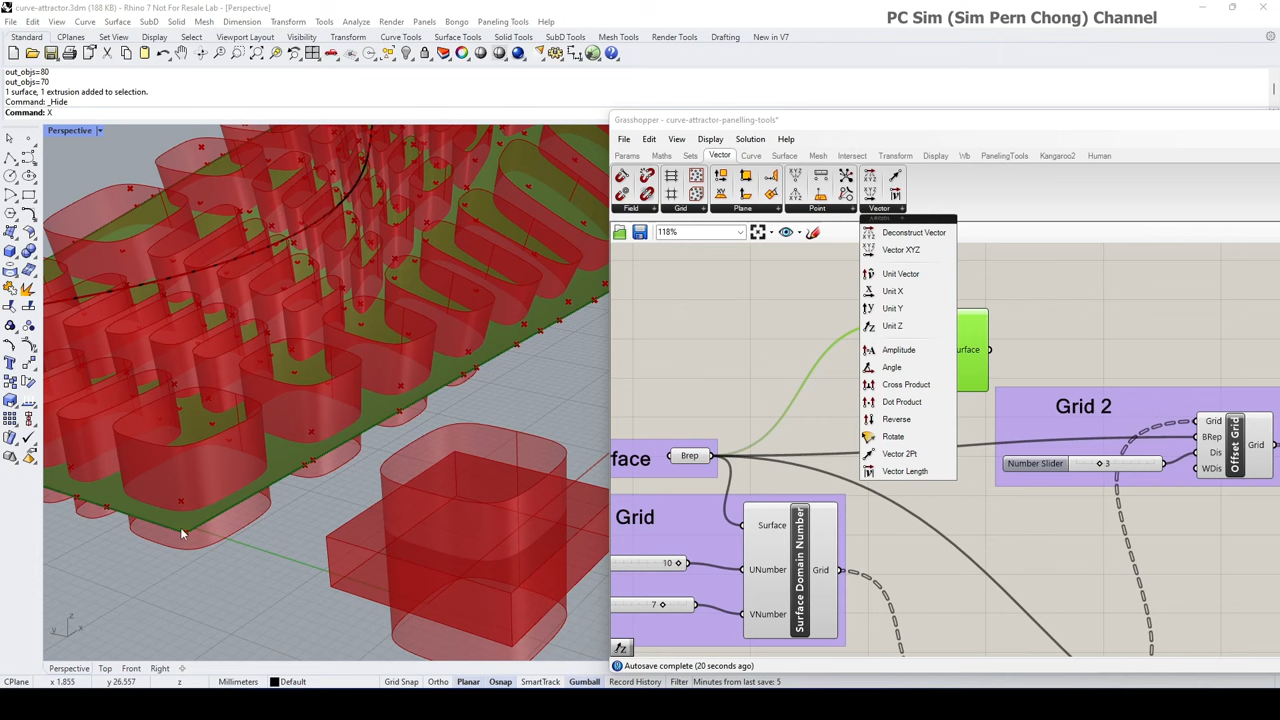 curvo-attractor.3dm (188 KB) - Rhino 7 Not For Resale Lab - [Perspective]
PC Sim (Sim Pern Chong) Channel
File Edit View Curve Surface SubD Solid Mesh Dimension Transform Tools Analyze Render Panels Bongo PanelingTools Help
Standard CPlanes Set View Display Select Viewport Layout Visibility Transform Curve Tools Surface Tools Solid Tools SubD Tools Mesh Tools Render Tools Drafting New in V7
out_objs=80
out_objs=70
1 surface, 1 extrusion added to selection.
Command: _Hide
Command: X
Perspective
Grasshopper - curve-attractor-panelling-tools*
File Edit View Display Solution Help
Params Maths Sets Vector Curve Surface Mesh Intersect Transform Display Wb PanelingTools Kangaroo2 Human
Field Grid Plane Point Vector
118%
Deconstruct Vector
Vector XYZ
Unit Vector
Unit X
Unit Y
Unit Z
Amplitude
Angle
Cross Product
Dot Product
Reverse
Rotate
Vector 2Pt
Vector Length
urface
Grid 2
Grid
BRep
Dis
WDis
Offset Grid
Grid
Number Slider 3
rface
Brep
Grid
10
7
Surface
UNumber
VNumber
Surface Domain Number
Grid
Autosave complete (20 seconds ago)
z
y
x
Perspective Top Front Right
CPlane x 1.855 y 26.557 z Millimeters Default Grid Snap Ortho Planar Osnap SmartTrack Gumball Record History Filter Minutes from last save: 5